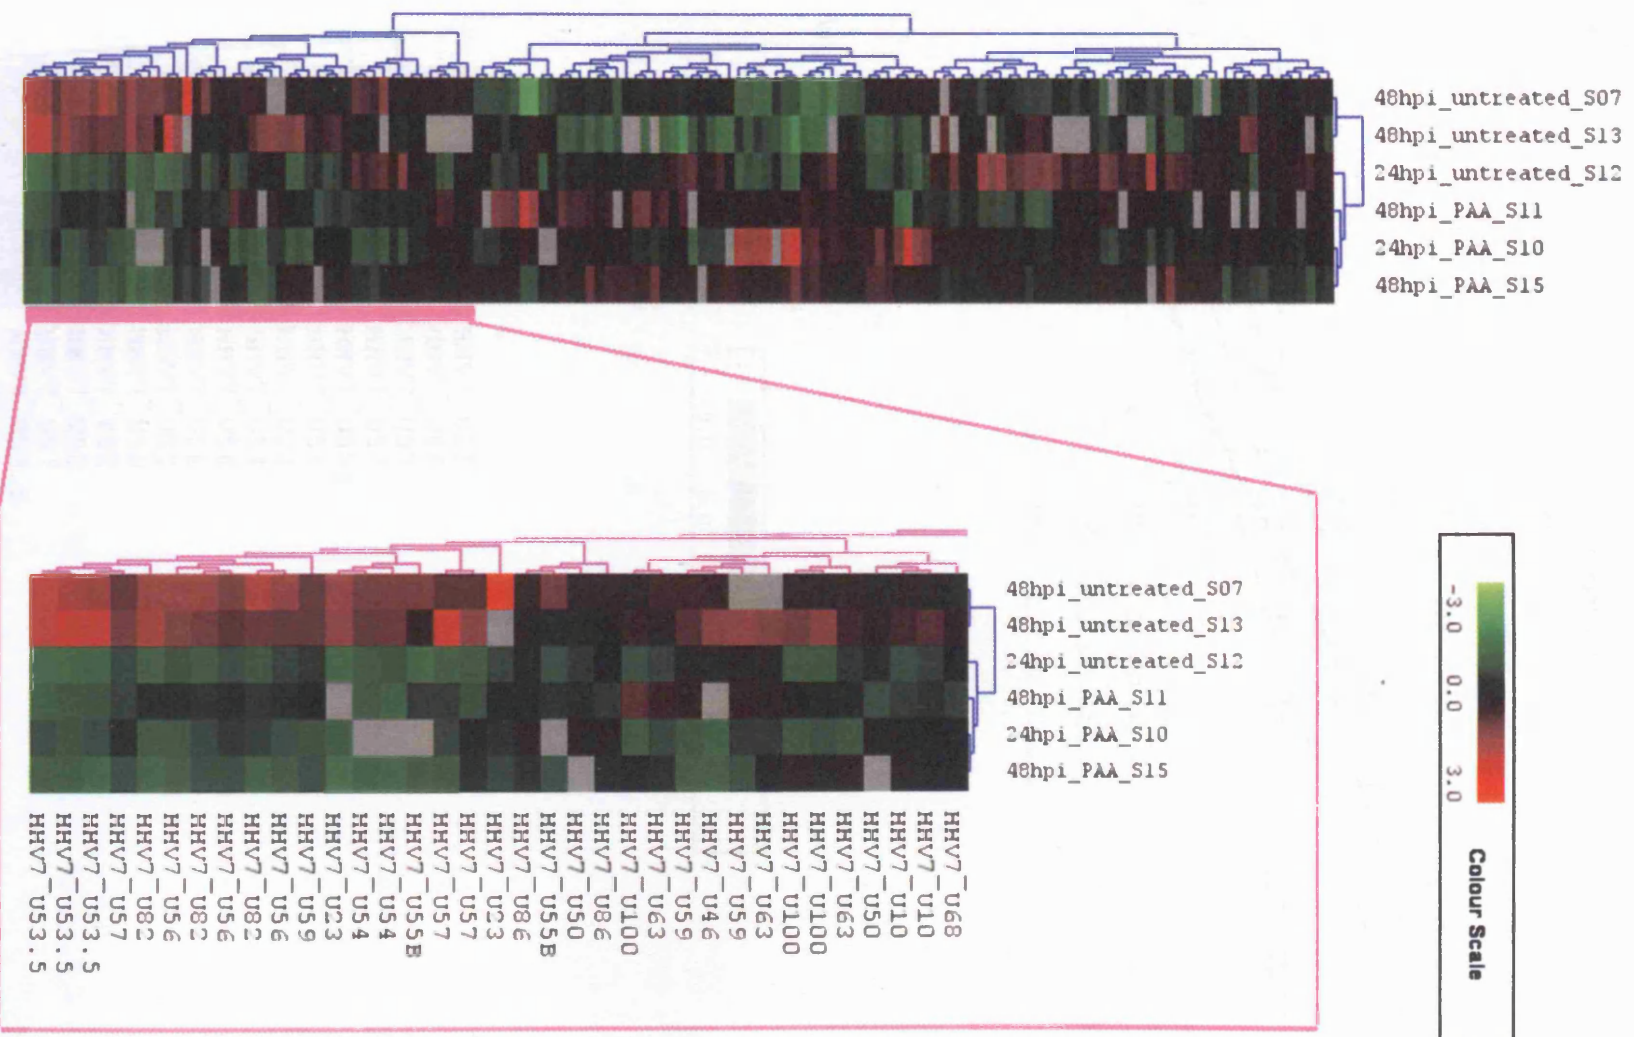 48hpi_untreated_S07
48hpi_untreated_S13
24hpi_untreated_S12
48hpi_PAA_S11
24hpi_PAA_S10
48hpi_PAA_S15
48hpi_untreated_S07
48hpi_untreated_S13
24hpi_untreated_S12
48hpi_PAA_S11
24hpi_PAA_S10
48hpi_PAA_S15
HHV7_U53.5
HHV7_U53.5
HHV7_U53.5
HHV7_U57
HHV7_U82
HHV7_U56
HHV7_U82
HHV7_U56
HHV7_U82
HHV7_U56
HHV7_U59
HHV7_U23
HHV7_U54
HHV7_U54
HHV7_U55B
HHV7_U57
HHV7_U57
HHV7_U23
HHV7_U86
HHV7_U55B
HHV7_U50
HHV7_U86
HHV7_U100
HHV7_U63
HHV7_U59
HHV7_U46
HHV7_U59
HHV7_U63
HHV7_U100
HHV7_U100
HHV7_U63
HHV7_U50
HHV7_U10
HHV7_U10
HHV7_U68
-3.0 0.0 3.0
Colour Scale